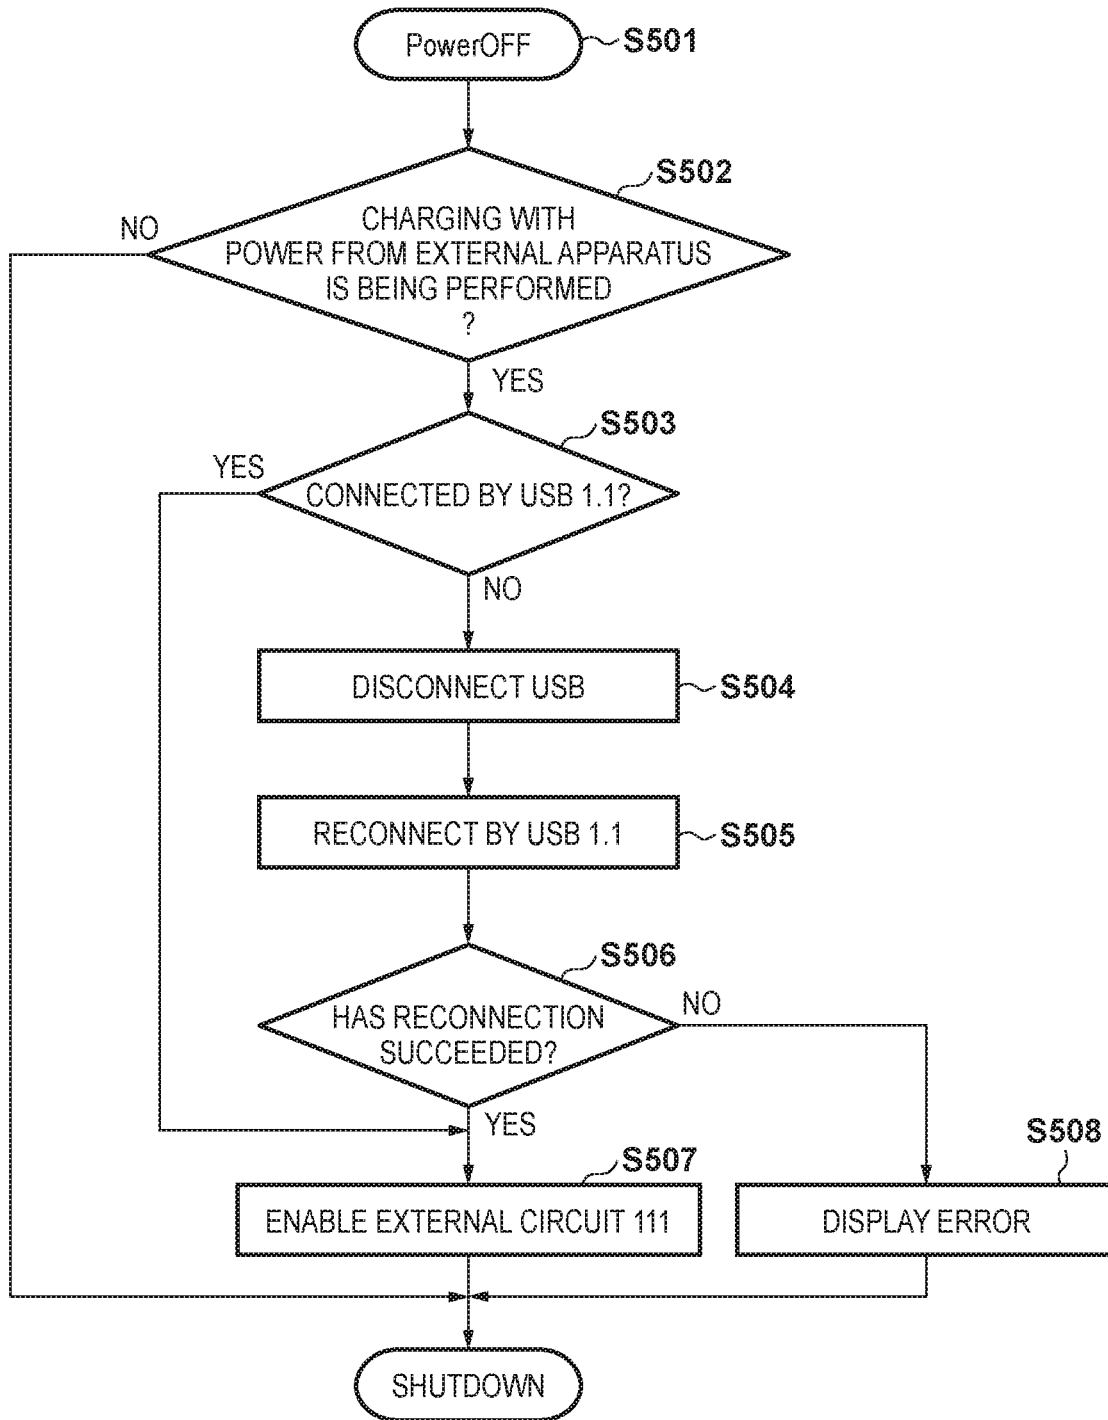 PowerOFF
S501
S502
NO
CHARGING WITH
POWER FROM EXTERNAL APPARATUS
IS BEING PERFORMED
?
YES
S503
YES
CONNECTED BY USB 1.1?
NO
DISCONNECT USB
S504
RECONNECT BY USB 1.1
S505
S506
NO
HAS RECONNECTION
SUCCEEDED?
YES
S508
S507
ENABLE EXTERNAL CIRCUIT 111
DISPLAY ERROR
SHUTDOWN